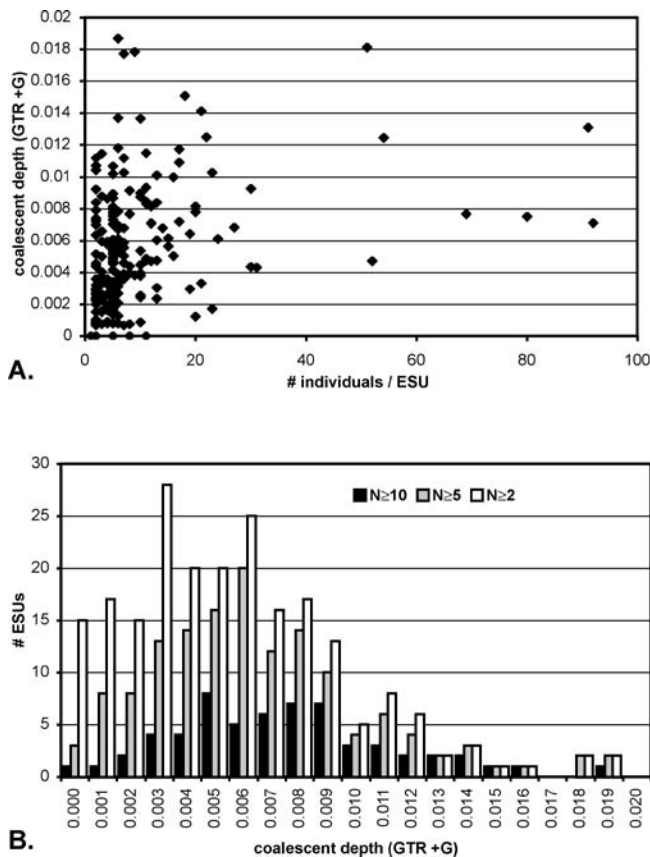 0.02
0.018
0.016
0.014
0.012
0.01
0.008
0.006
0.004
0.002
0
coalescent depth (GTR +G)
0 20 40 60 80 100
# individuals / ESU
A.
30
25
20
15
10
5
0
# ESUs
N≥10 N≥5 N≥2
0.000 0.001 0.002 0.003 0.004 0.005 0.006 0.007 0.008 0.009 0.010 0.011 0.012 0.013 0.014 0.015 0.016 0.017 0.018 0.019 0.020
coalescent depth (GTR +G)
B.